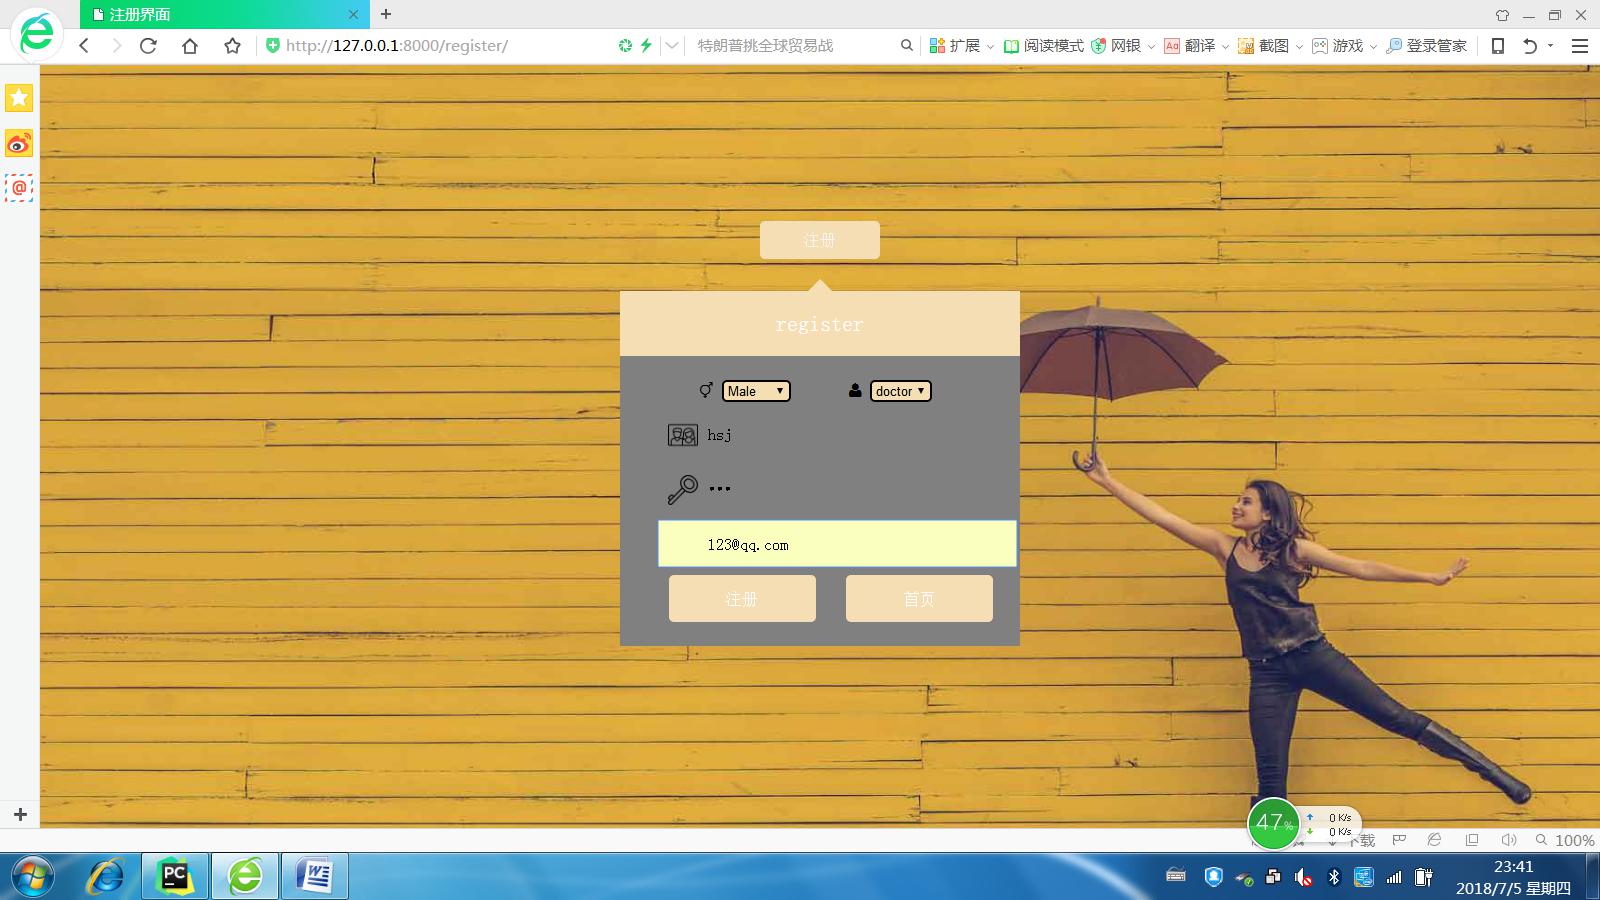 注册界面
http://127.0.0.1:8000/register/
特朗普挑全球贸易战
扩展
阅读模式
网银
Aa 翻译
截图
游戏
登录管家
注册
register
Male
doctor
hsj
123@qq.com
注册
首页
47%
0 K/s
0 K/s
下载
100%
PC
W
23:41
2018/7/5 星期四